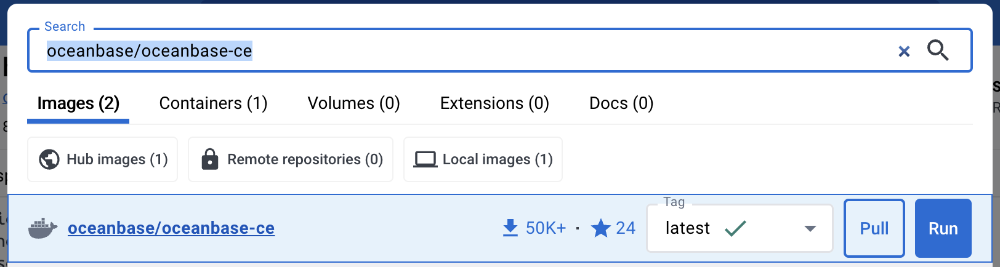 Search
oceanbase/oceanbase-ce
Images (2) Containers (1) Volumes (0) Extensions (0) Docs (0)
Hub images (1) Remote repositories (0) Local images (1)
Tag
oceanbase/oceanbase-ce 50K+ · 24 latest Pull Run